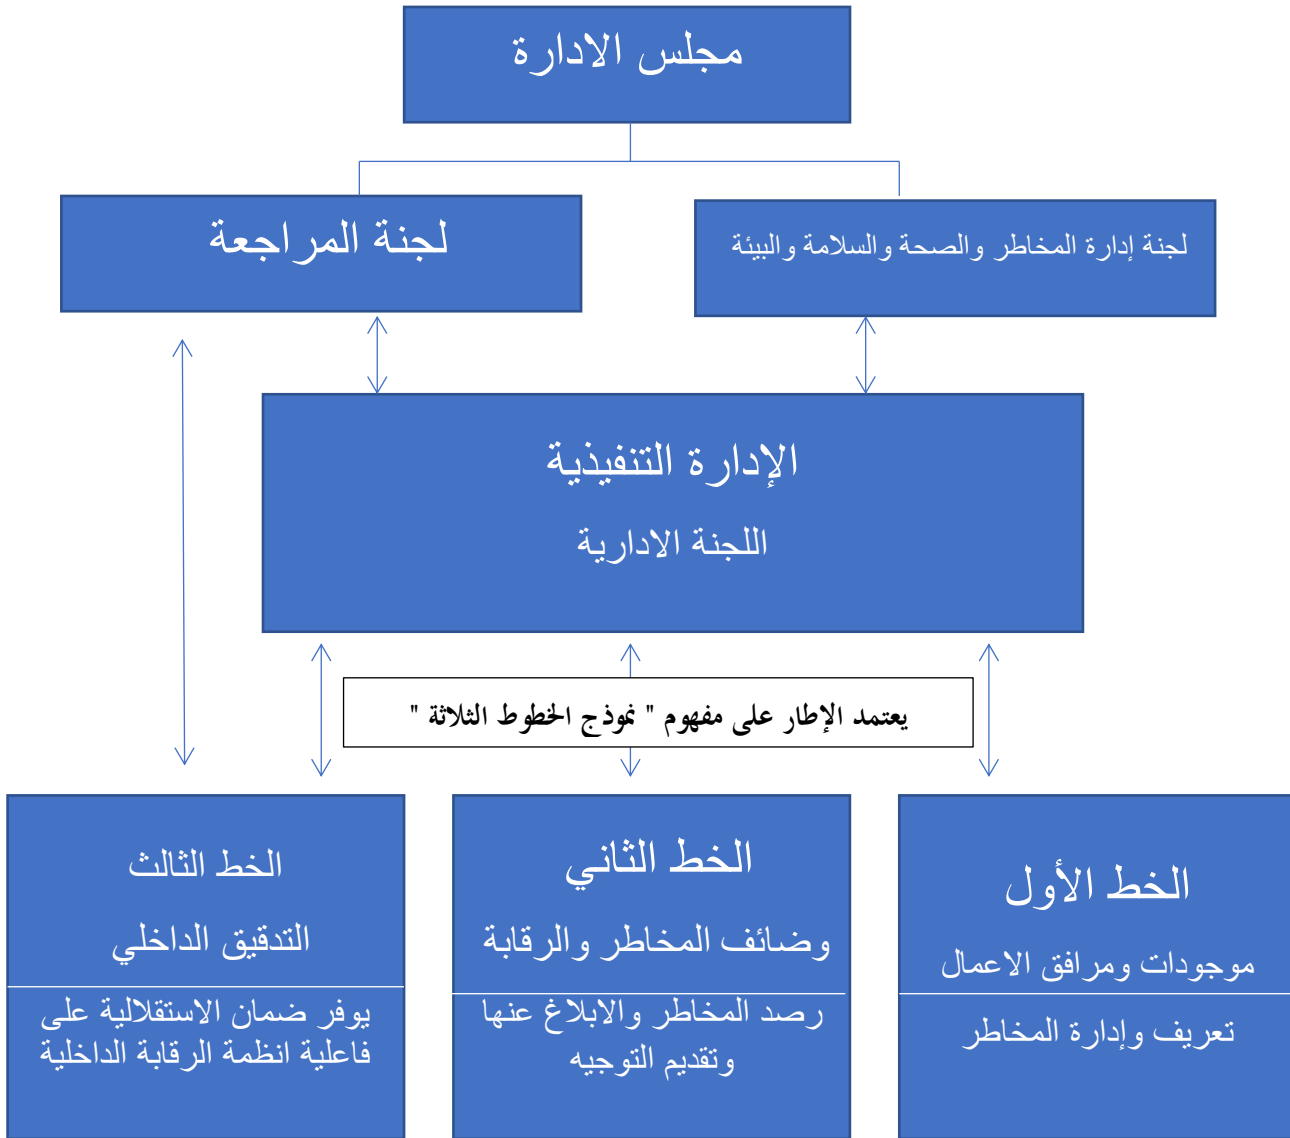 مجلس الادارة
لجنة إدارة المخاطر والصحة والسلامة والبيئة
لجنة المراجعة
الإدارة التنفيذية
اللجنة الادارية
يعتمد الإطار على مفهوم " نموذج الخطوط الثلاثة "
الخط الأول
موجودات ومرافق الاعمال
تعريف وإدارة المخاطر
الخط الثاني
وضائف المخاطر والرقابة
رصد المخاطر والابلاغ عنها
وتقديم التوجيه
الخط الثالث
التدقيق الداخلي
يوفر ضمان الاستقلالية على
فاعلية انظمة الرقابة الداخلية